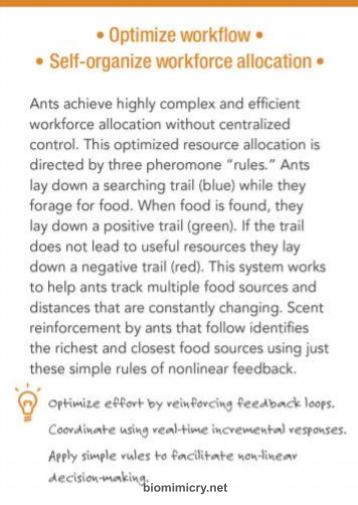 • Optimize workflow •
• Self-organize workforce allocation •
Ants achieve highly complex and efficient
workforce allocation without centralized
control. This optimized resource allocation is
directed by three pheromone “rules.” Ants
lay down a searching trail (blue) while they
forage for food. When food is found, they
lay down a positive trail (green). If the trail
does not lead to useful resources they lay
down a negative trail (red). This system works
to help ants track multiple food sources and
distances that are constantly changing. Scent
reinforcement by ants that follow identifies
the richest and closest food sources using just
these simple rules of nonlinear feedback.
Optimize effort by reinforcing feedback loops.
Coordinate using real-time incremental responses.
Apply simple rules to facilitate non-linear
decision-making.
biomimicry.net